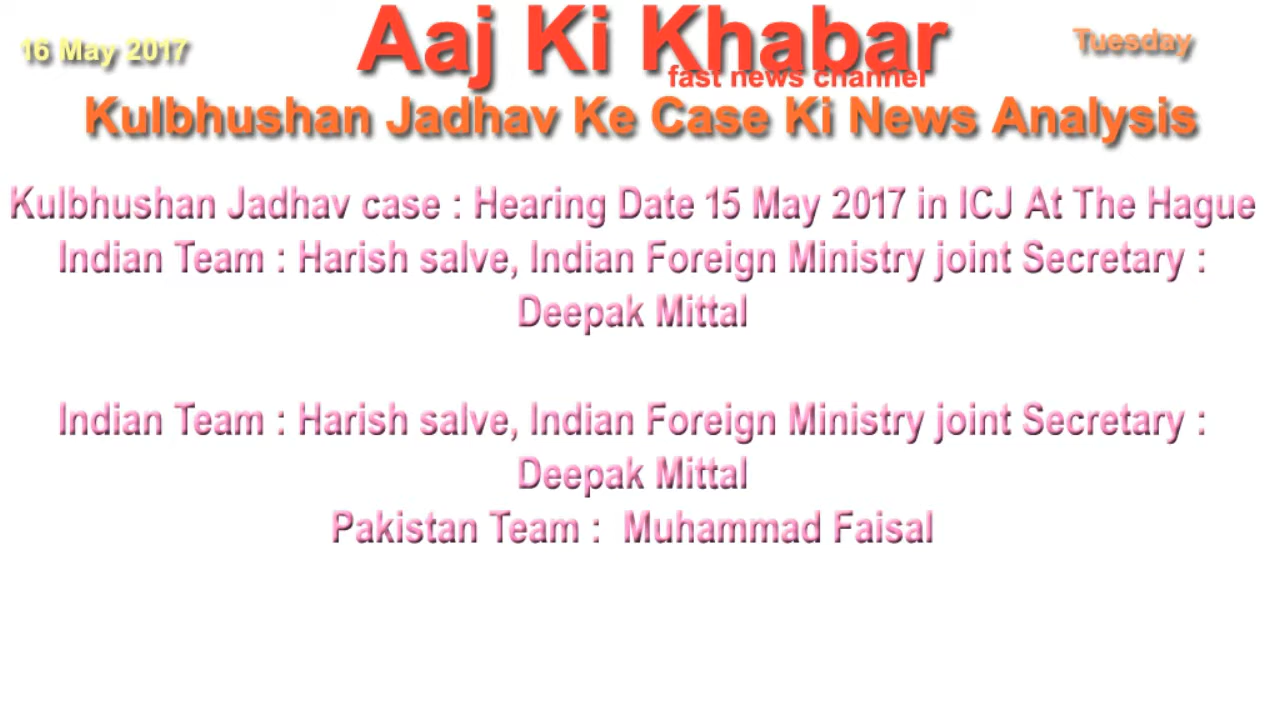 Aaj Ki Khabar
16 May 2017
Tuesday
fast news channel
Kulbhushan Jadhav Ke Case Ki News Analysis
Kulbhushan Jadhav case : Hearing Date 15 May 2017 in ICJ At The Hague
Indian Team : Harish salve, Indian Foreign Ministry joint Secretary :
Deepak Mittal
Indian Team : Harish salve, Indian Foreign Ministry joint Secretary :
Deepak Mittal
Pakistan Team : Muhammad Faisal